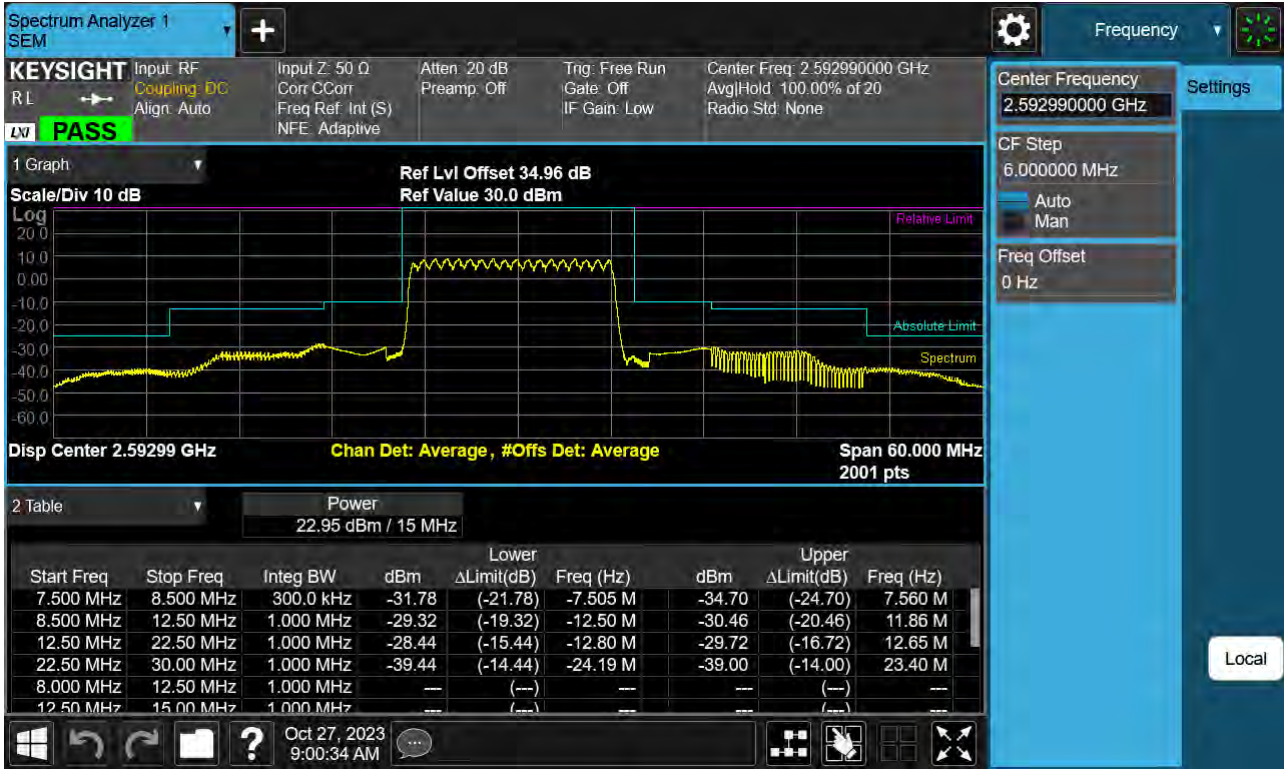 Spectrum Analyzer 1
SEM
Frequency
KEYSIGHT
R L
LXI
PASS
Input: RF
Coupling: DC
Align: Auto
Input Z: 50 Ω
Corr CCorr
Freq Ref: Int (S)
NFE: Adaptive
Atten: 20 dB
Preamp: Off
Trig: Free Run
Gate: Off
IF Gain: Low
Center Freq: 2.592990000 GHz
Avg|Hold: 100.00% of 20
Radio Std: None
Center Frequency
2.592990000 GHz
Settings
CF Step
6.000000 MHz
Auto
Man
Freq Offset
0 Hz
1 Graph
Scale/Div 10 dB
Ref Lvl Offset 34.96 dB
Ref Value 30.0 dBm
Log
20.0
10.0
0.00
-10.0
-20.0
-30.0
-40.0
-50.0
-60.0
Relative Limit
Absolute Limit
Spectrum
Disp Center 2.59299 GHz
Chan Det: Average, #Offs Det: Average
Span 60.000 MHz
2001 pts
2 Table
Power
22.95 dBm / 15 MHz
Lower Upper
Start Freq Stop Freq Integ BW dBm ΔLimit(dB) Freq (Hz) dBm ΔLimit(dB) Freq (Hz)
7.500 MHz 8.500 MHz 300.0 kHz -31.78 (-21.78) -7.505 M -34.70 (-24.70) 7.560 M
8.500 MHz 12.50 MHz 1.000 MHz -29.32 (-19.32) -12.50 M -30.46 (-20.46) 11.86 M
12.50 MHz 22.50 MHz 1.000 MHz -28.44 (-15.44) -12.80 M -29.72 (-16.72) 12.65 M
22.50 MHz 30.00 MHz 1.000 MHz -39.44 (-14.44) -24.19 M -39.00 (-14.00) 23.40 M
8.000 MHz 12.50 MHz 1.000 MHz --- (---) --- --- (---) ---
12.50 MHz 15.00 MHz 1.000 MHz --- (---) --- --- (---) ---
Local
?
Oct 27, 2023
9:00:34 AM